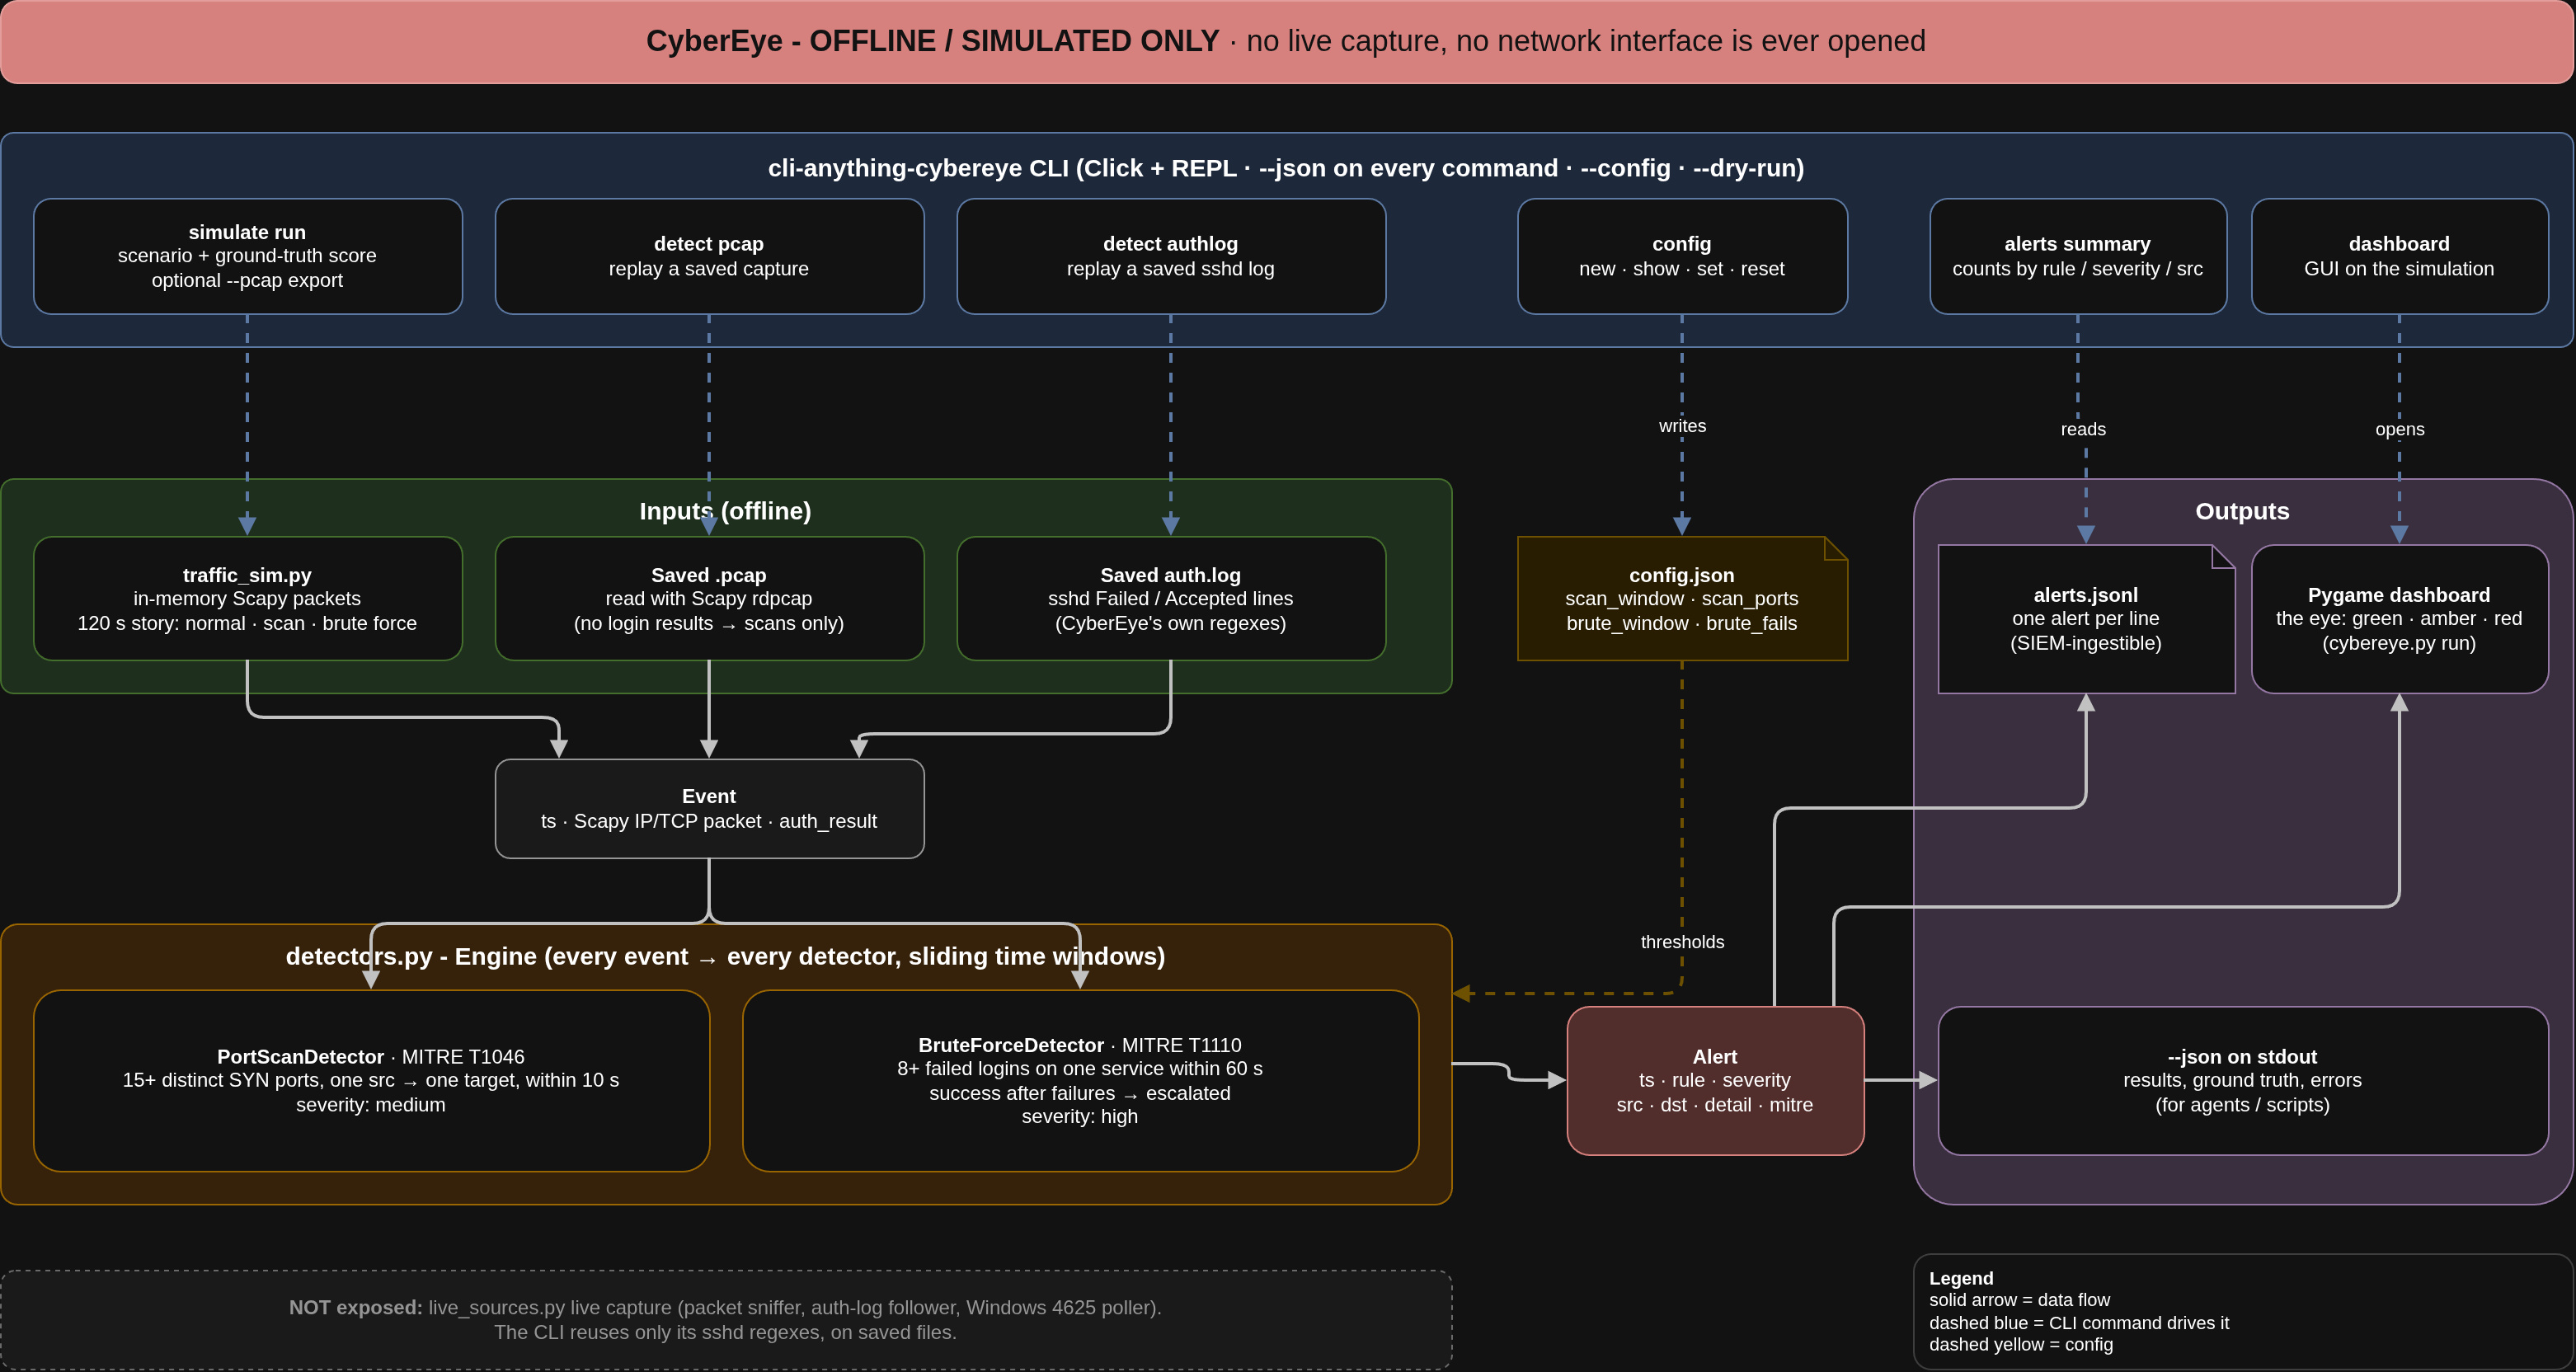 CyberEye - OFFLINE / SIMULATED ONLY · no live capture, no network interface is ever opened
cli-anything-cybereye CLI (Click + REPL · --json on every command · --config · --dry-run)
simulate run
scenario + ground-truth score
optional --pcap export
detect pcap
replay a saved capture
detect authlog
replay a saved sshd log
config
new · show · set · reset
alerts summary
counts by rule / severity / src
dashboard
GUI on the simulation
writes
reads
opens
Inputs (offline)
traffic_sim.py
in-memory Scapy packets
120 s story: normal · scan · brute force
Saved .pcap
read with Scapy rdpcap
(no login results → scans only)
Saved auth.log
sshd Failed / Accepted lines
(CyberEye's own regexes)
config.json
scan_window · scan_ports
brute_window · brute_fails
Outputs
alerts.jsonl
one alert per line
(SIEM-ingestible)
Pygame dashboard
the eye: green · amber · red
(cybereye.py run)
Event
ts · Scapy IP/TCP packet · auth_result
thresholds
detectors.py - Engine (every event → every detector, sliding time windows)
PortScanDetector · MITRE T1046
15+ distinct SYN ports, one src → one target, within 10 s
severity: medium
BruteForceDetector · MITRE T1110
8+ failed logins on one service within 60 s
success after failures → escalated
severity: high
Alert
ts · rule · severity
src · dst · detail · mitre
--json on stdout
results, ground truth, errors
(for agents / scripts)
NOT exposed: live_sources.py live capture (packet sniffer, auth-log follower, Windows 4625 poller).
The CLI reuses only its sshd regexes, on saved files.
Legend
solid arrow = data flow
dashed blue = CLI command drives it
dashed yellow = config